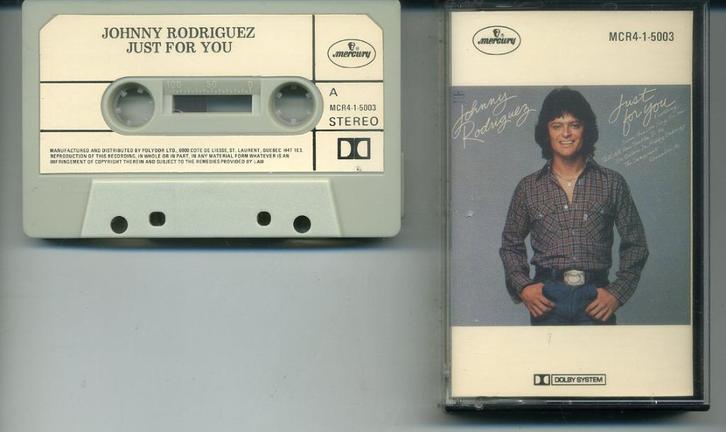 JOHNNY RODRIGUEZ
JUST FOR YOU
mercury
100 50 0
A
MCR4-1-5003
STEREO
MANUFACTURED AND DISTRIBUTED BY POLYDOR LTD., 6000 COTE DE LIESSE, ST. LAURENT, QUEBEC H4T 1E3.
REPRODUCTION OF THIS RECORDING, IN WHOLE OR IN PART, IN ANY MATERIAL FORM WHATEVER IS AN
INFRINGEMENT OF COPYRIGHT THEREIN AND SUBJECT TO THE REMEDIES PROVIDED BY LAW
mercury
MCR4-1-5003
Johnny
Rodriguez
Just
for you
DOLBY SYSTEM